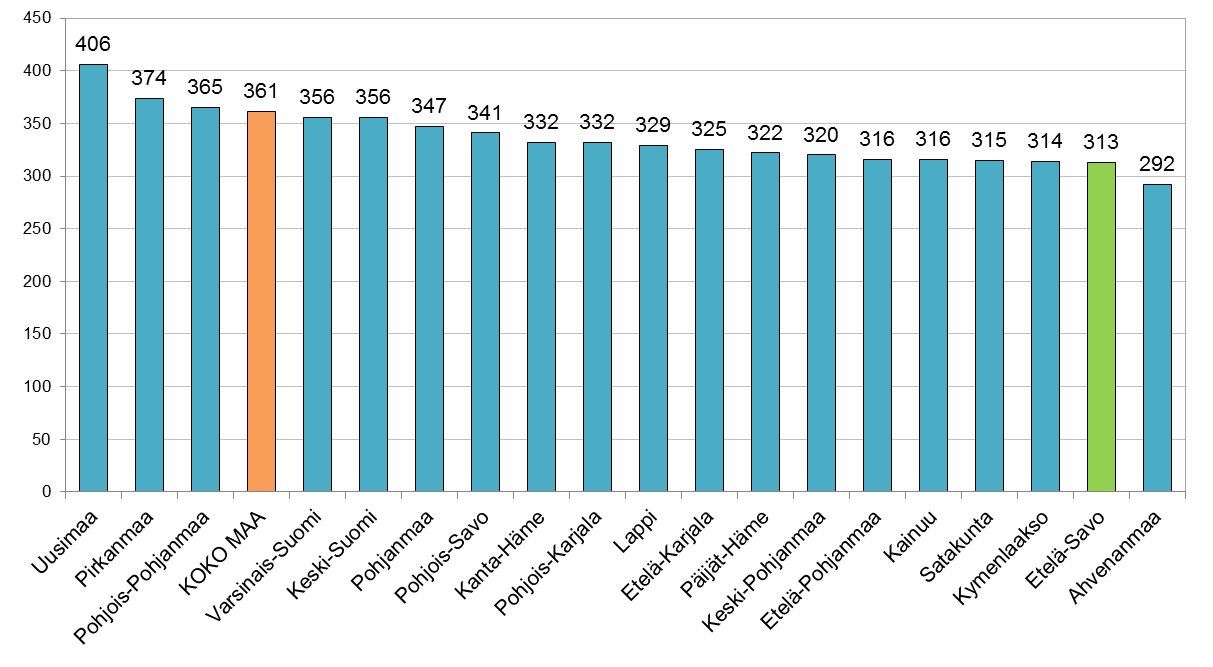 450
400
350
300
250
200
150
100
50
0
406
374
365
361
356
356
347
341
332
332
329
325
322
320
316
316
315
314
313
292
Uusimaa
Pirkanmaa
Pohjois-Pohjanmaa
KOKO MAA
Varsinais-Suomi
Keski-Suomi
Pohjanmaa
Pohjois-Savo
Kanta-Häme
Pohjois-Karjala
Lappi
Etelä-Karjala
Päijät-Häme
Keski-Pohjanmaa
Etelä-Pohjanmaa
Kainuu
Satakunta
Kymenlaakso
Etelä-Savo
Ahvenanmaa